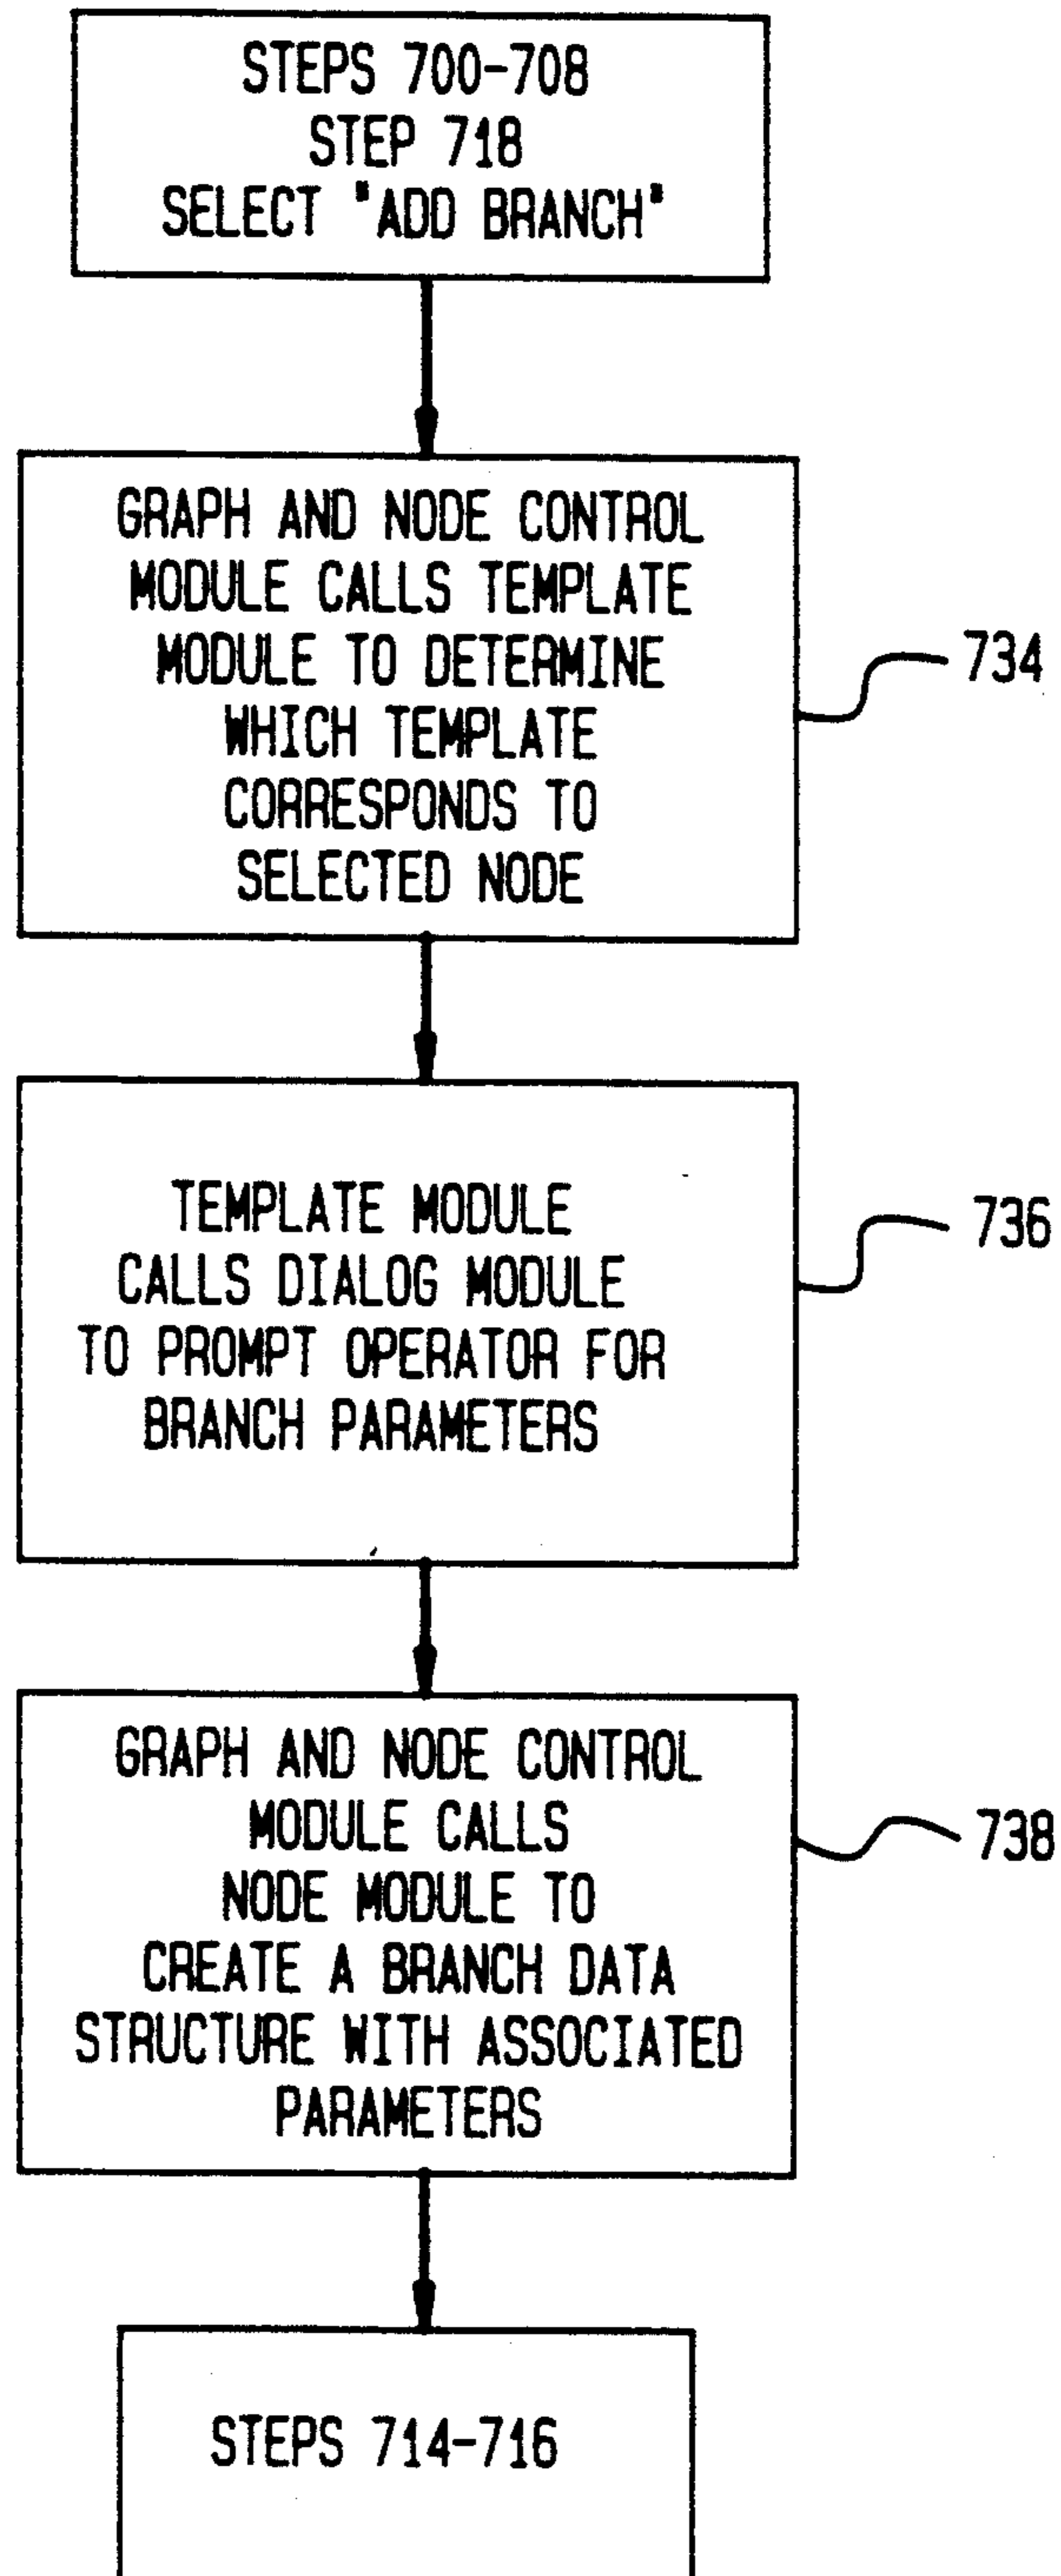 STEPS 700-708
STEP 718
SELECT "ADD BRANCH"
GRAPH AND NODE CONTROL
MODULE CALLS TEMPLATE
MODULE TO DETERMINE
WHICH TEMPLATE
CORRESPONDS TO
SELECTED NODE
734
TEMPLATE MODULE
CALLS DIALOG MODULE
TO PROMPT OPERATOR FOR
BRANCH PARAMETERS
736
GRAPH AND NODE CONTROL
MODULE CALLS
NODE MODULE TO
CREATE A BRANCH DATA
STRUCTURE WITH ASSOCIATED
PARAMETERS
738
STEPS 714-716